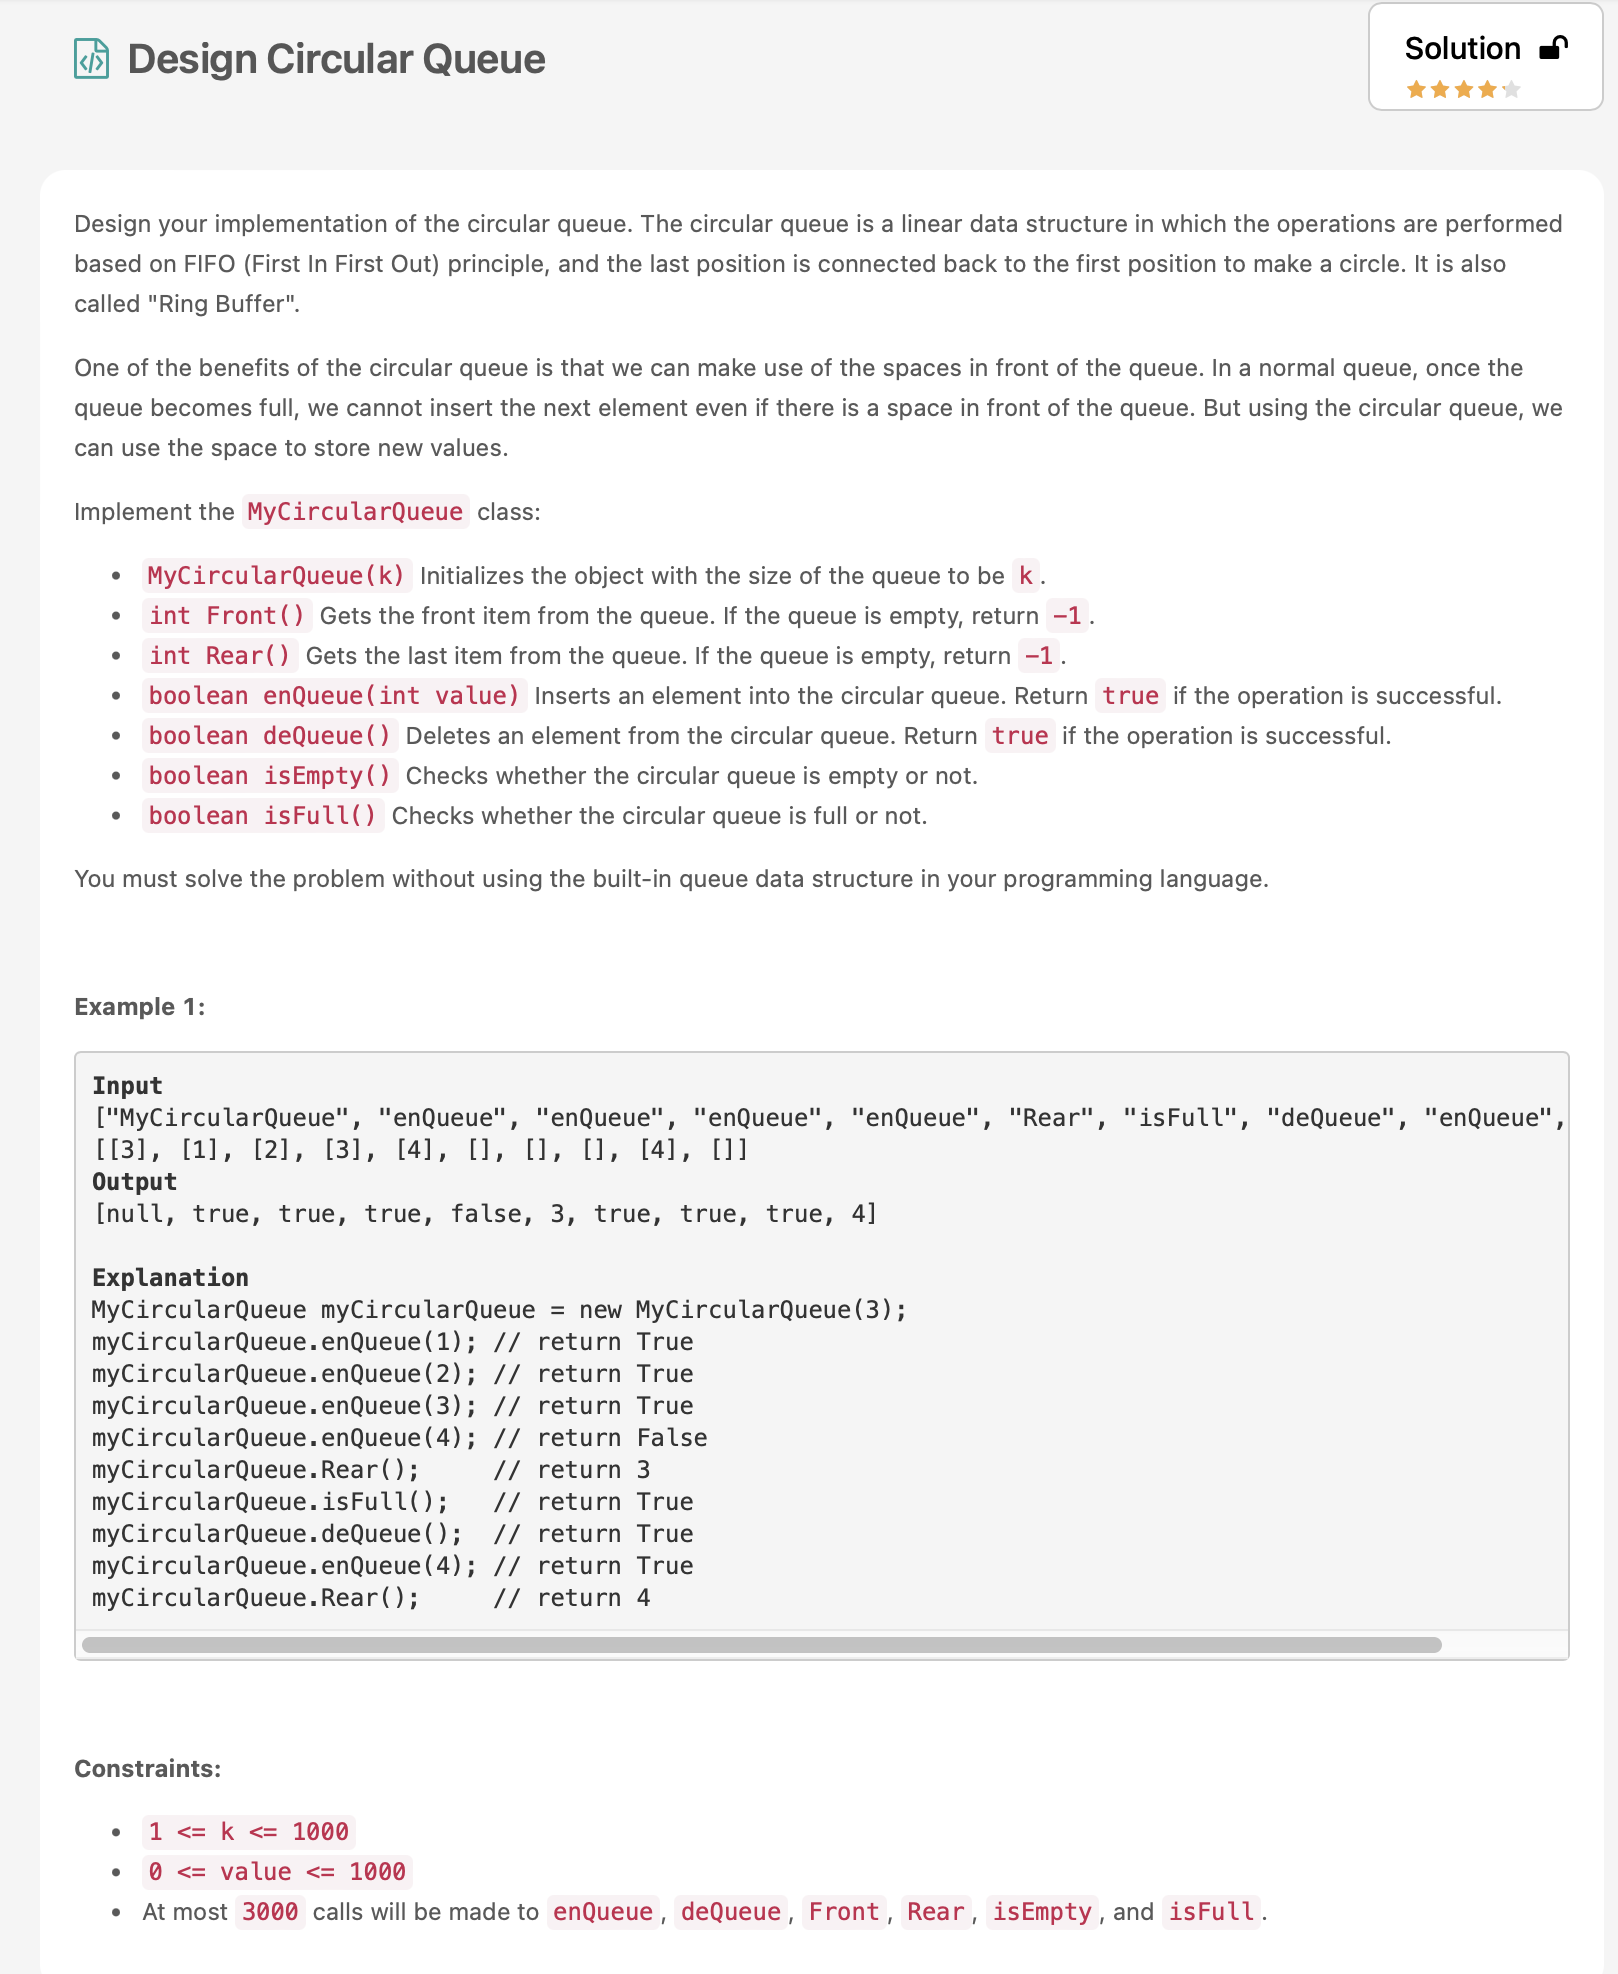 Design Circular Queue
Solution
Design your implementation of the circular queue. The circular queue is a linear data structure in which the operations are performed
based on FIFO (First In First Out) principle, and the last position is connected back to the first position to make a circle. It is also
called "Ring Buffer".
One of the benefits of the circular queue is that we can make use of the spaces in front of the queue. In a normal queue, once the
queue becomes full, we cannot insert the next element even if there is a space in front of the queue. But using the circular queue, we
can use the space to store new values.
Implement the MyCircularQueue class:
• MyCircularQueue(k) Initializes the object with the size of the queue to be k.
• int Front() Gets the front item from the queue. If the queue is empty, return -1.
• int Rear() Gets the last item from the queue. If the queue is empty, return -1.
• boolean enQueue(int value) Inserts an element into the circular queue. Return true if the operation is successful.
• boolean deQueue() Deletes an element from the circular queue. Return true if the operation is successful.
• boolean isEmpty() Checks whether the circular queue is empty or not.
• boolean isFull() Checks whether the circular queue is full or not.
You must solve the problem without using the built-in queue data structure in your programming language.
Example 1:
Input
["MyCircularQueue", "enQueue", "enQueue", "enQueue", "enQueue", "Rear", "isFull", "deQueue", "enQueue",
[[3], [1], [2], [3], [4], [], [], [], [4], []]
Output
[null, true, true, true, false, 3, true, true, true, 4]
Explanation
MyCircularQueue myCircularQueue = new MyCircularQueue(3);
myCircularQueue.enQueue(1); // return True
myCircularQueue.enQueue(2); // return True
myCircularQueue.enQueue(3); // return True
myCircularQueue.enQueue(4); // return False
myCircularQueue.Rear();     // return 3
myCircularQueue.isFull();   // return True
myCircularQueue.deQueue();  // return True
myCircularQueue.enQueue(4); // return True
myCircularQueue.Rear();     // return 4
Constraints:
• 1 <= k <= 1000
• 0 <= value <= 1000
• At most 3000 calls will be made to enQueue, deQueue, Front, Rear, isEmpty, and isFull.